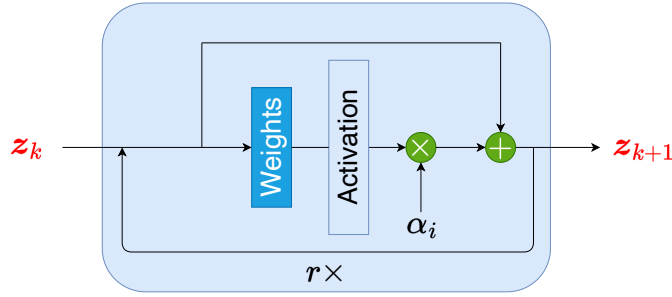 z_k
Weights
Activation
×
+
α_i
z_{k+1}
r×